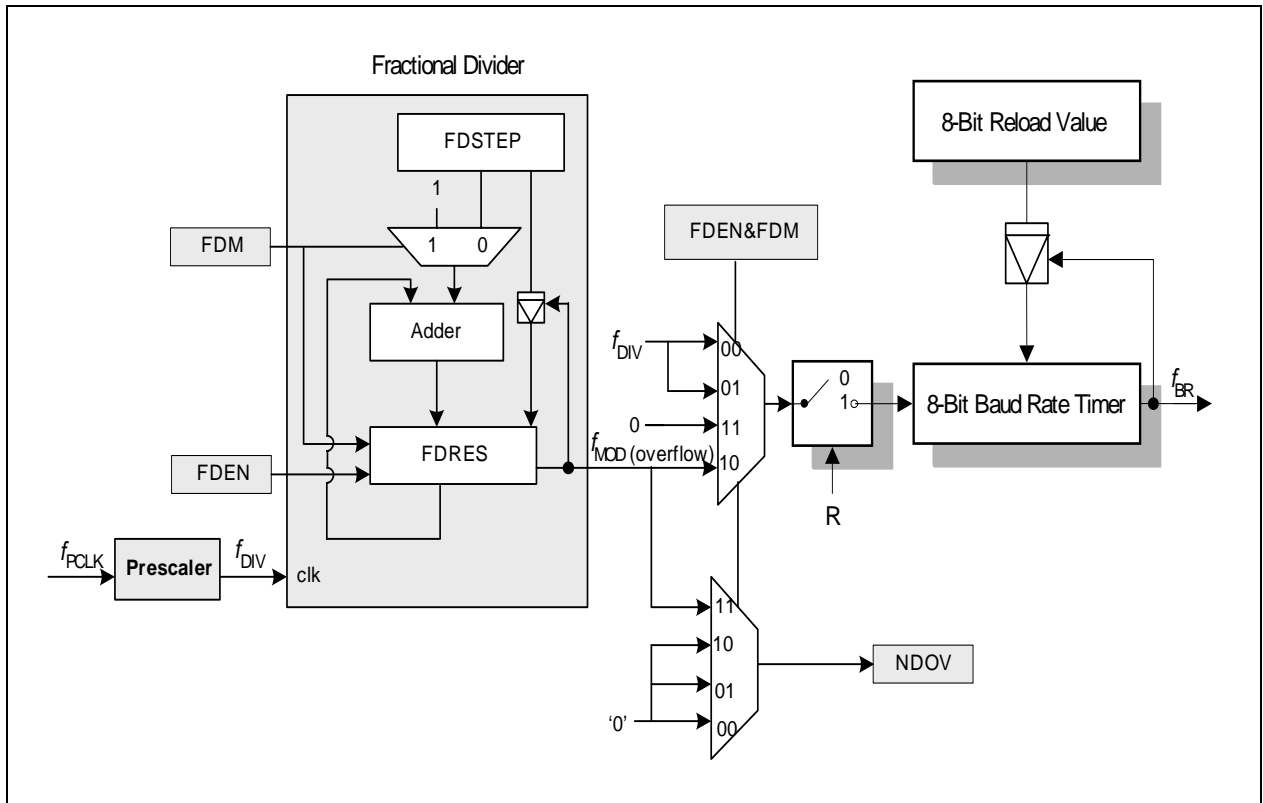 Fractional Divider
FDSTEP
8-Bit Reload Value
1
FDM
1 0
FDEN&FDM
Adder
fDIV
00
01
0
11
10
0
1
8-Bit Baud Rate Timer
fBR
FDRES
fMOD (overflow)
FDEN
R
fPCLK
Prescaler
fDIV
clk
11
10
01
00
'0'
NDOV